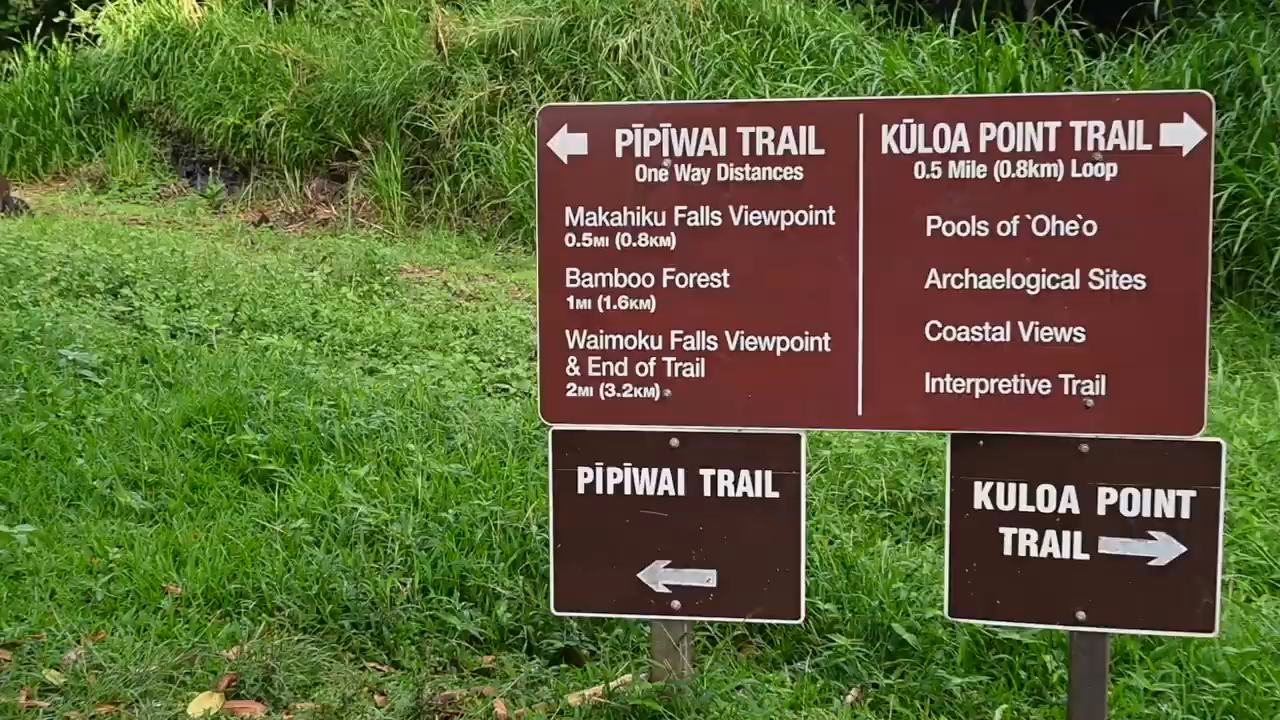 PĪPĪWAI TRAIL
One Way Distances
Makahiku Falls Viewpoint
0.5MI (0.8KM)
Bamboo Forest
1MI (1.6KM)
Waimoku Falls Viewpoint
& End of Trail
2MI (3.2KM)
KŪLOA POINT TRAIL
0.5 Mile (0.8km) Loop
Pools of `Ohe`o
Archaelogical Sites
Coastal Views
Interpretive Trail
PĪPĪWAI TRAIL
KULOA POINT
TRAIL